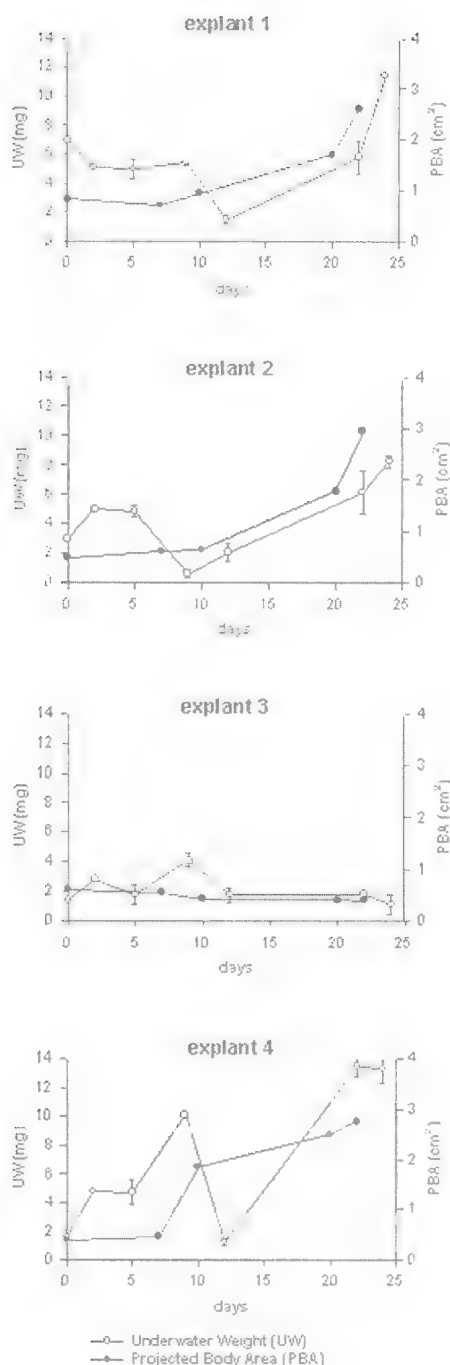 explant 1
14
12
10
8
6
4
2
0
UW (mg)
4
3
2
1
0
PBA (cm²)
0 5 10 15 20 25
days
explant 2
14
12
10
8
6
4
2
0
UW (mg)
4
3
2
1
0
PBA (cm²)
0 5 10 15 20 25
days
explant 3
14
12
10
8
6
4
2
0
UW (mg)
4
3
2
1
0
PBA (cm²)
0 5 10 15 20 25
days
explant 4
14
12
10
8
6
4
2
0
UW (mg)
4
3
2
1
0
PBA (cm²)
0 5 10 15 20 25
days
Underwater Weight (UW)
Projected Body Area (PBA)